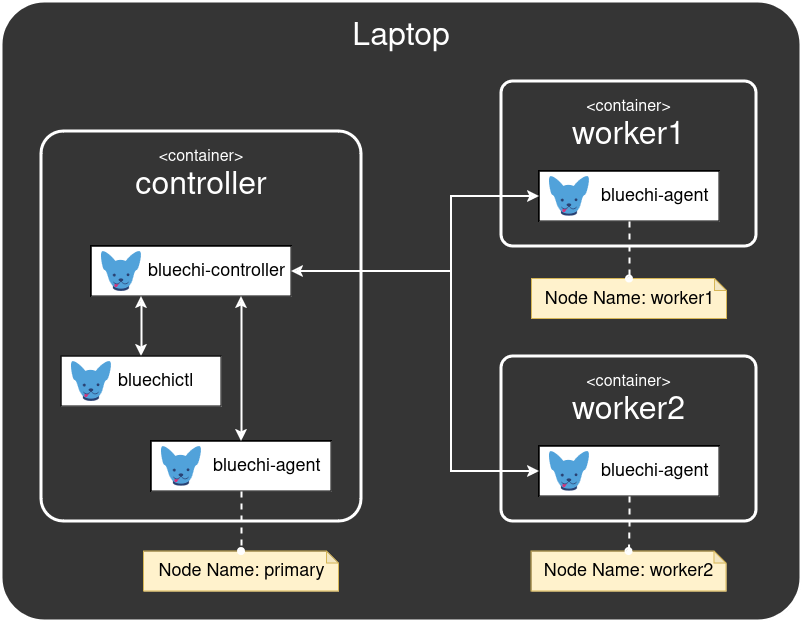 Laptop
<container>
controller
bluechi-controller
bluechictl
bluechi-agent
Node Name: primary
<container>
worker1
bluechi-agent
Node Name: worker1
<container>
worker2
bluechi-agent
Node Name: worker2